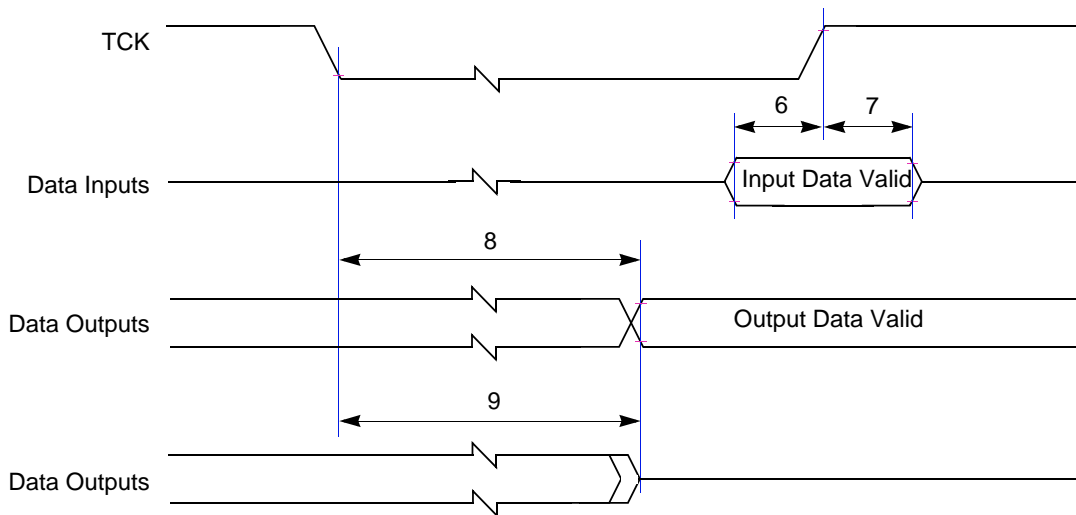 TCK
6
7
Data Inputs
Input Data Valid
8
Data Outputs
Output Data Valid
9
Data Outputs